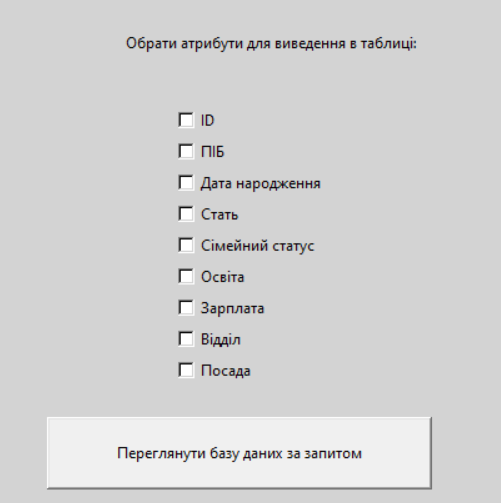 Обрати атрибути для виведення в таблиці:
ID
ПІБ
Дата народження
Стать
Сімейний статус
Освіта
Зарплата
Відділ
Посада
Переглянути базу даних за запитом